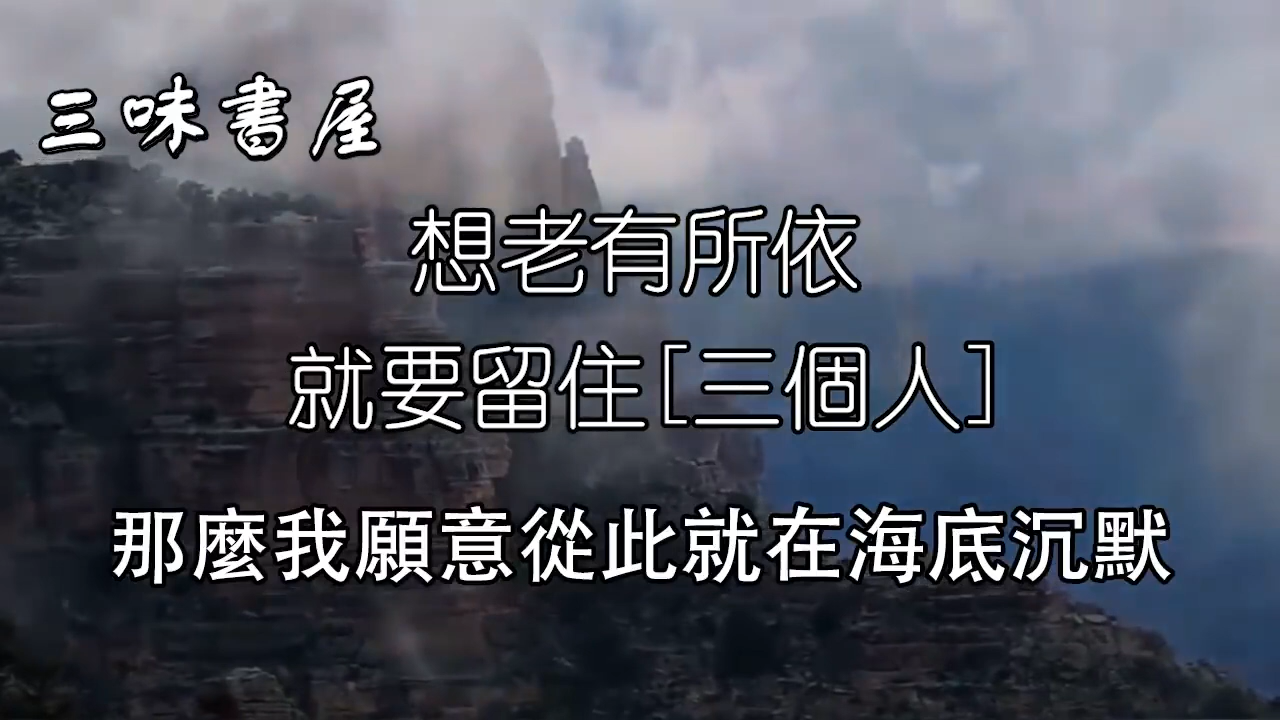 三味書屋
想老有所依
就要留住[三個人]
那麼我願意從此就在海底沉默